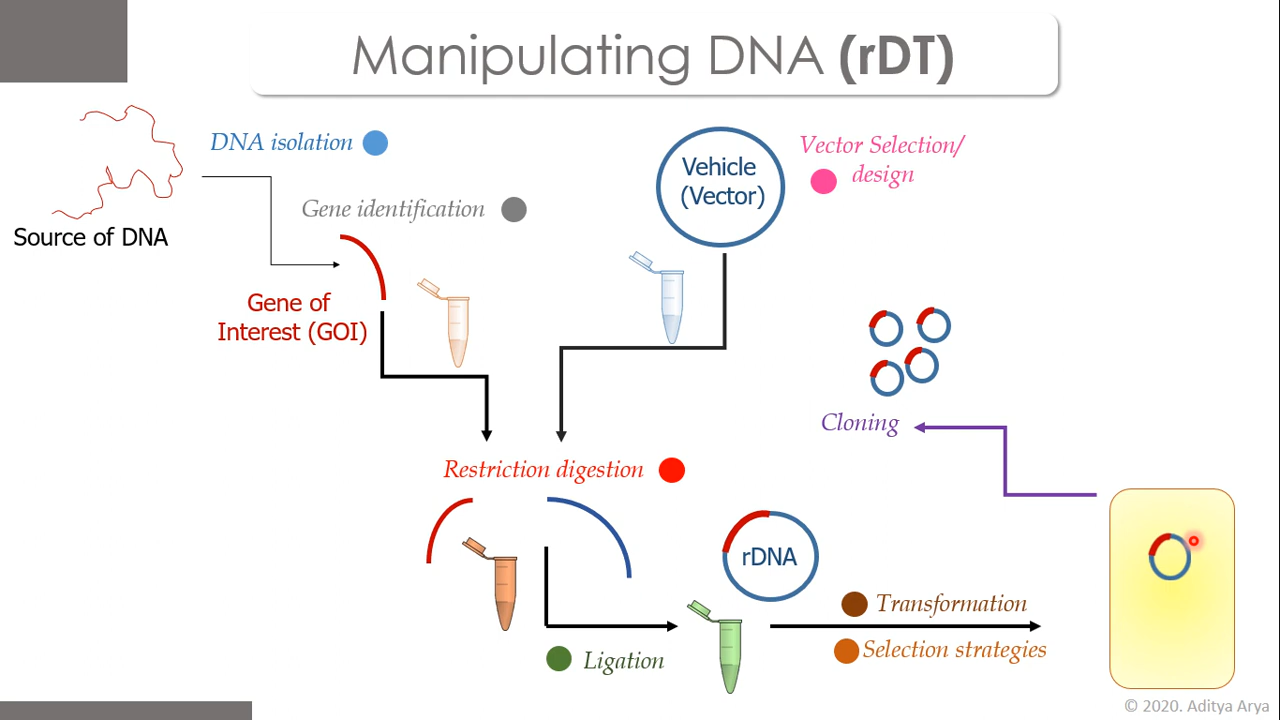 Manipulating DNA (rDT)
DNA isolation
Source of DNA
Gene identification
Gene of
Interest (GOI)
Vehicle
(Vector)
Vector Selection/
design
Restriction digestion
Cloning
rDNA
Ligation
Transformation
Selection strategies
© 2020. Aditya Arya